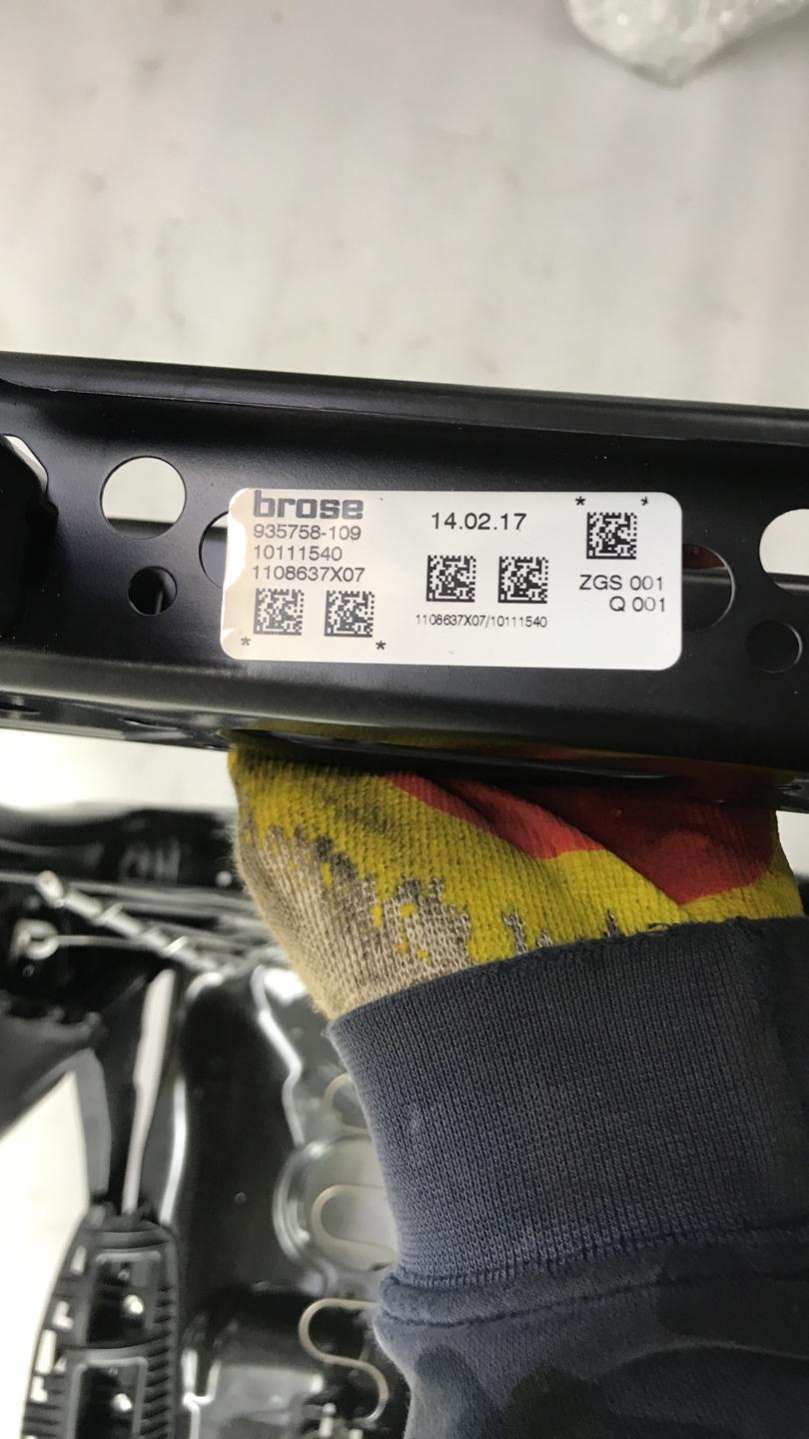 brose
935758-109
10111540
1108637X07
* *
14.02.17
1108637X07/10111540
* *
ZGS 001
Q 001